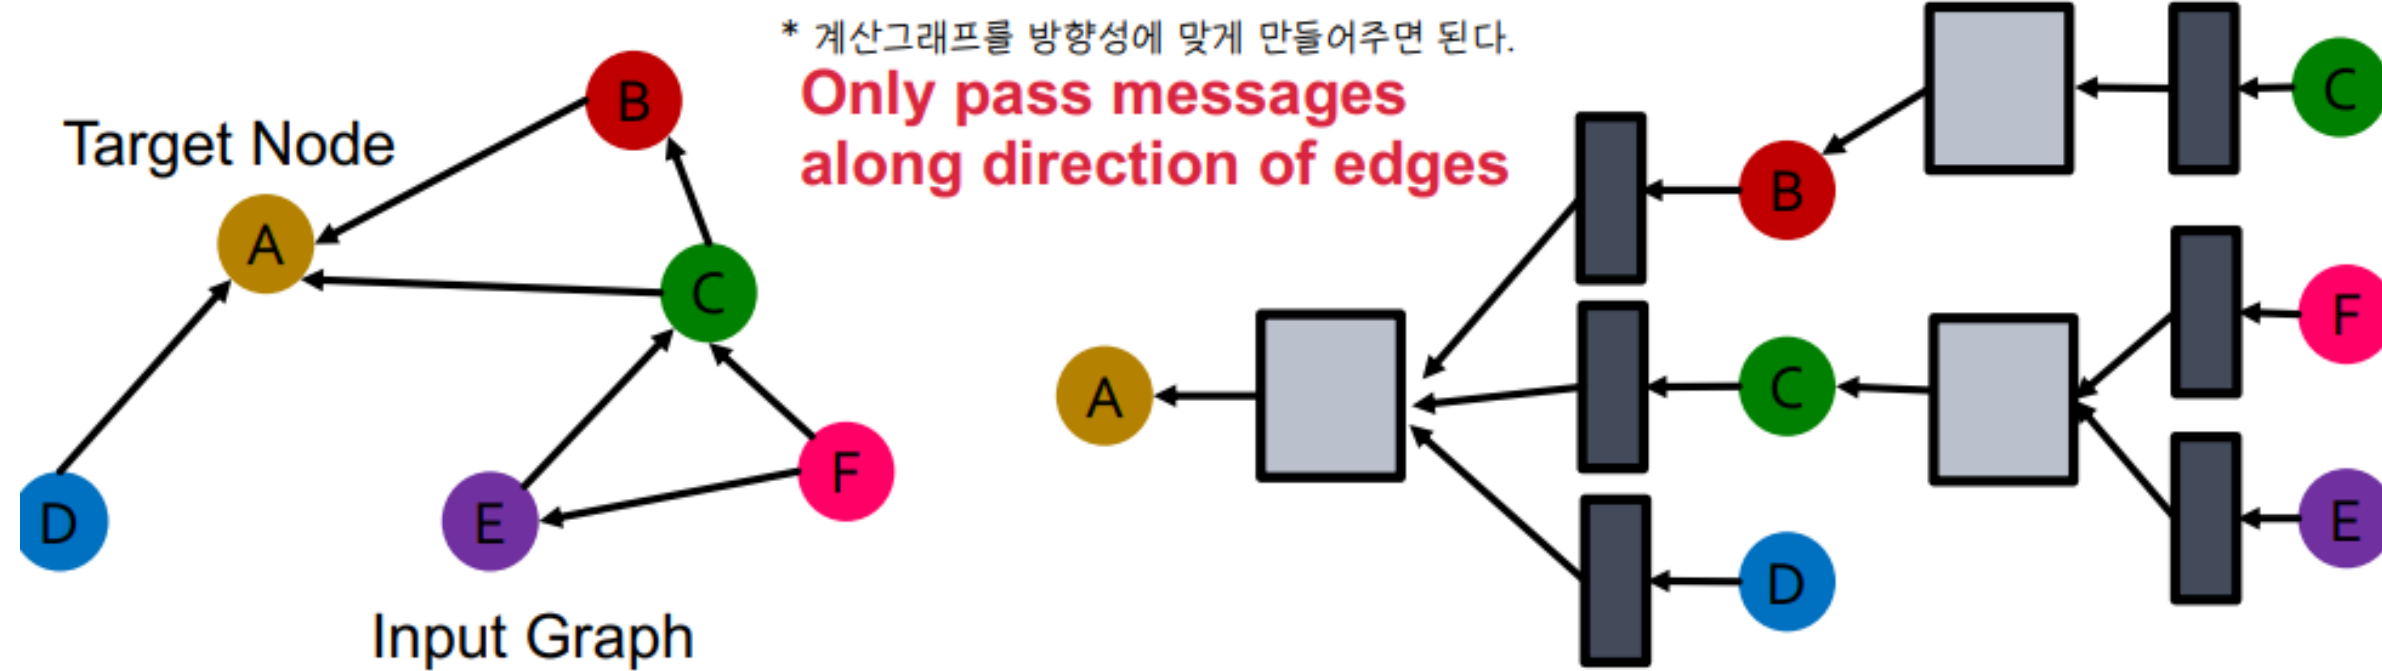 * 계산그래프를 방향성에 맞게 만들어주면 된다.
Only pass messages
along direction of edges
Target Node
B
A
C
D
E
F
Input Graph
A
B
C
D
C
F
E